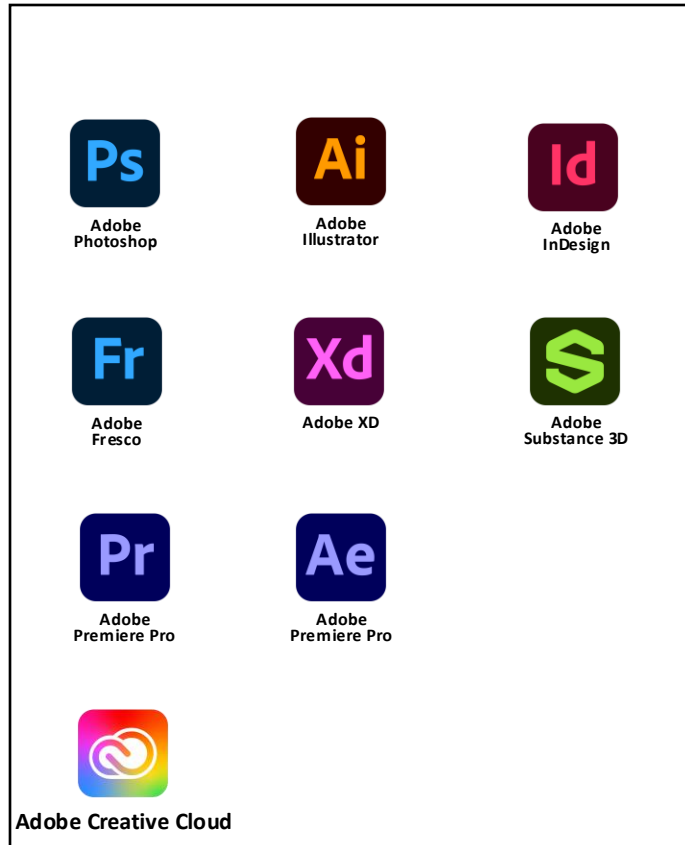 Ps
Ai
Id
Adobe
Photoshop
Adobe
Illustrator
Adobe
InDesign
Fr
Xd
Adobe
Fresco
Adobe XD
Adobe
Substance 3D
Pr
Ae
Adobe
Premiere Pro
Adobe
Premiere Pro
Adobe Creative Cloud